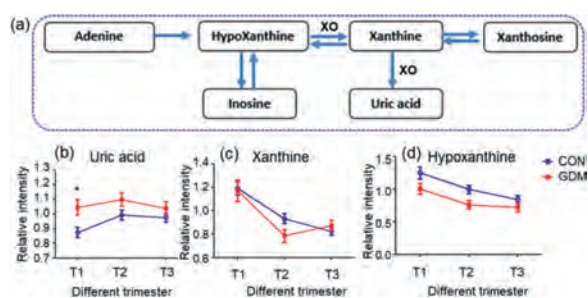 (a)
Adenine HypoXanthine XO Xanthine Xanthosine
XO
Inosine Uric acid
(b) Uric acid (c) Xanthine (d) Hypoxanthine
CON
GDM
Relative intensity
1.3
1.2
1.1
1.0
0.9
0.8
0.7
*
T1 T2 T3
Different trimester
Relative intensity
1.4
1.2
1.0
0.8
0.6
T1 T2 T3
Different trimester
Relative intensity
1.5
1.0
0.5
0.0
T1 T2 T3
Different trimester